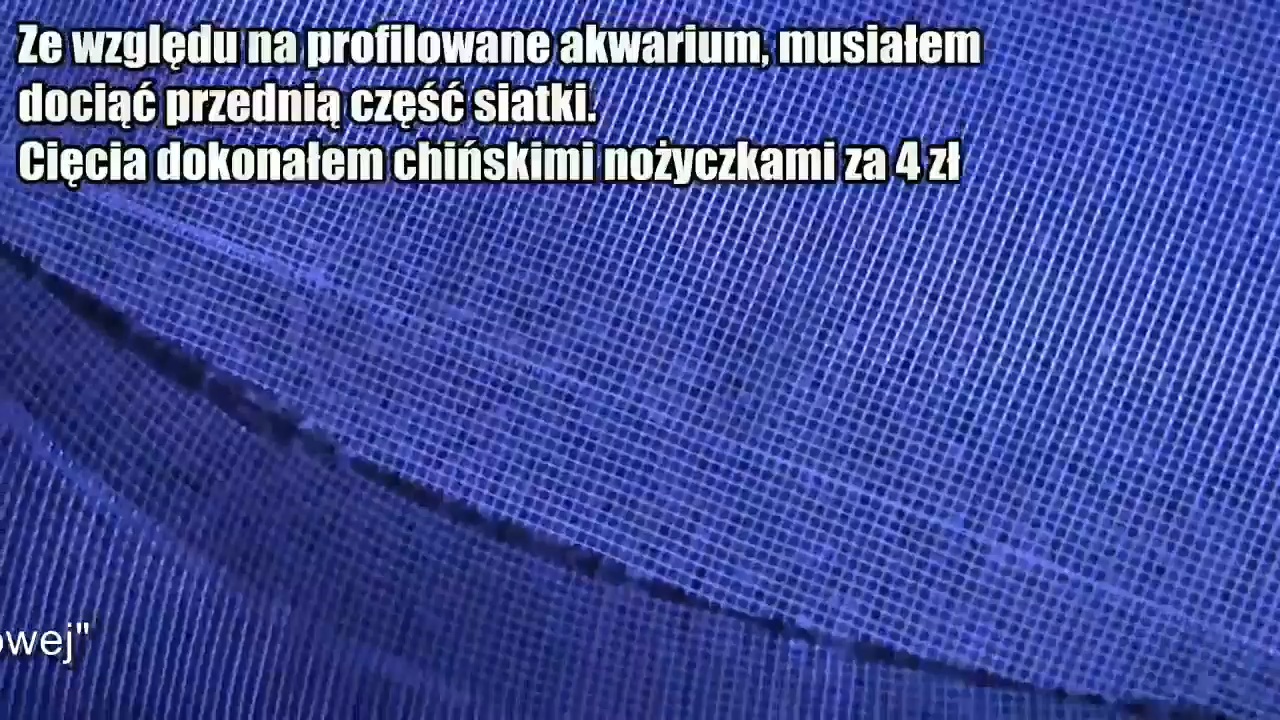 Ze względu na profilowane akwarium, musiałem
dociąć przednią część siatki.
Cięcia dokonałem chińskimi nożyczkami za 4 zł
owej"